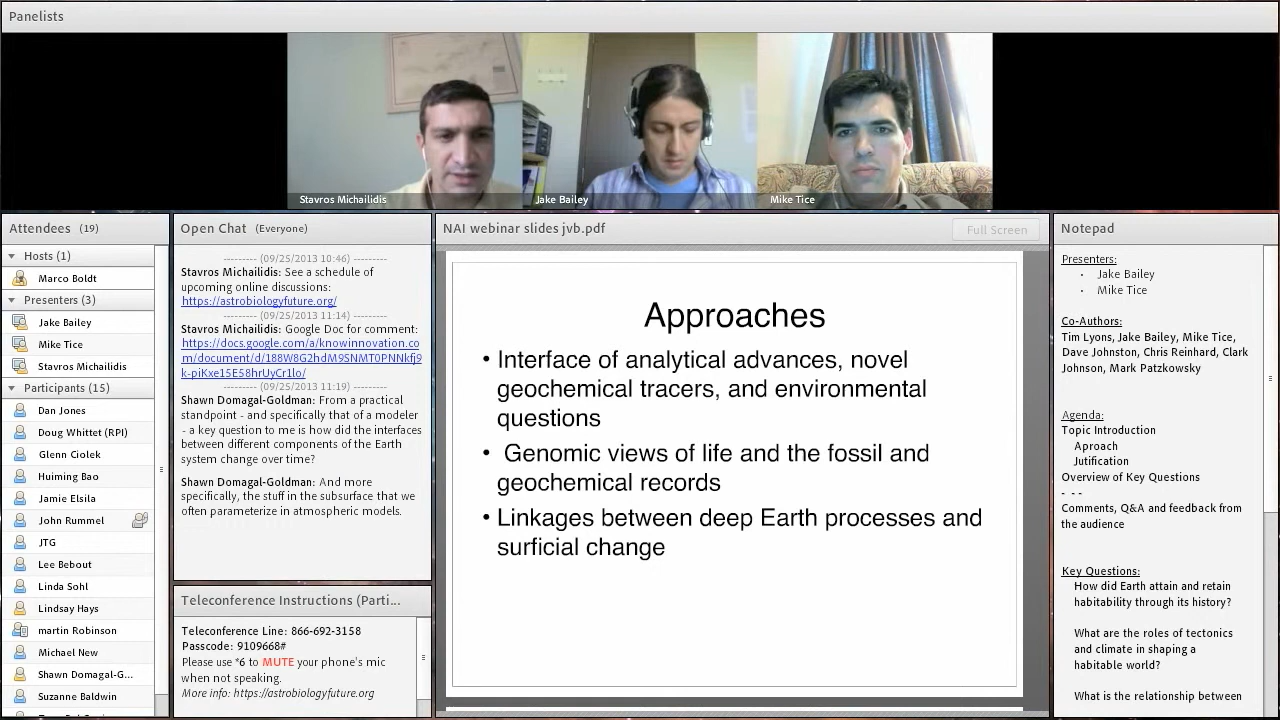 Panelists
Stavros Michailidis
Jake Bailey
Mike Tice
Attendees (19)
Hosts (1)
Marco Boldt
Presenters (3)
Jake Bailey
Mike Tice
Stavros Michailidis
Participants (15)
Dan Jones
Doug Whittet (RPI)
Glenn Ciolek
Huiming Bao
Jamie Elsila
John Rummel
JTG
Lee Bebout
Linda Sohl
Lindsay Hays
martin Robinson
Michael New
Shawn Domagal-G...
Suzanne Baldwin
Open Chat (Everyone)
--------- (09/25/2013 10:46) ---------
Stavros Michailidis: See a schedule of
upcoming online discussions:
https://astrobiologyfuture.org/
--------- (09/25/2013 11:14) ---------
Stavros Michailidis: Google Doc for comment:
https://docs.google.com/a/knowinnovation.co
m/document/d/188W8G2hdM9SNMT0PNNkfj9
k-piKxe15E58hrUyCr1lo/
--------- (09/25/2013 11:19) ---------
Shawn Domagal-Goldman: From a practical
standpoint - and specifically that of a modeler
- a key question to me is how did the interfaces
between different components of the Earth
system change over time?
Shawn Domagal-Goldman: And more
specifically, the stuff in the subsurface that we
often parameterize in atmospheric models.
Teleconference Instructions (Parti...
Teleconference Line: 866-692-3158
Passcode: 9109668#
Please use *6 to MUTE your phone's mic
when not speaking.
More info: https://astrobiologyfuture.org
NAI webinar slides jvb.pdf
Full Screen
Approaches
• Interface of analytical advances, novel
geochemical tracers, and environmental
questions
• Genomic views of life and the fossil and
geochemical records
• Linkages between deep Earth processes and
surficial change
Notepad
Presenters:
- Jake Bailey
- Mike Tice
Co-Authors:
Tim Lyons, Jake Bailey, Mike Tice,
Dave Johnston, Chris Reinhard, Clark
Johnson, Mark Patzkowsky
Agenda:
Topic Introduction
Aproach
Jutification
Overview of Key Questions
- - -
Comments, Q&A and feedback from
the audience
Key Questions:
How did Earth attain and retain
habitability through its history?
What are the roles of tectonics
and climate in shaping a
habitable world?
What is the relationship between